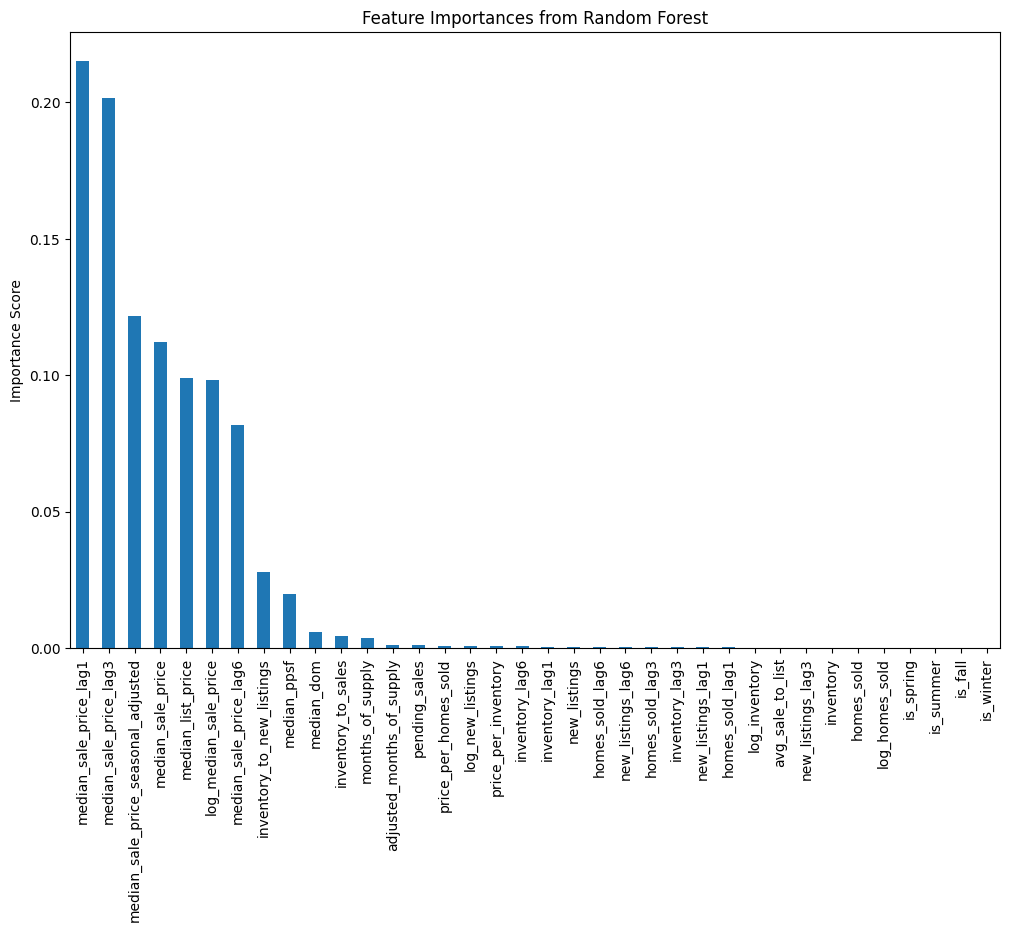 Feature Importances from Random Forest
Importance Score
0.20
0.15
0.10
0.05
0.00
median_sale_price_lag1
median_sale_price_lag3
median_sale_price_seasonal_adjusted
median_sale_price
median_list_price
log_median_sale_price
median_sale_price_lag6
inventory_to_new_listings
median_ppsf
median_dom
inventory_to_sales
months_of_supply
adjusted_months_of_supply
pending_sales
price_per_homes_sold
log_new_listings
price_per_inventory
inventory_lag6
inventory_lag1
new_listings
homes_sold_lag6
new_listings_lag6
homes_sold_lag3
inventory_lag3
new_listings_lag1
homes_sold_lag1
log_inventory
avg_sale_to_list
new_listings_lag3
inventory
homes_sold
log_homes_sold
is_spring
is_summer
is_fall
is_winter